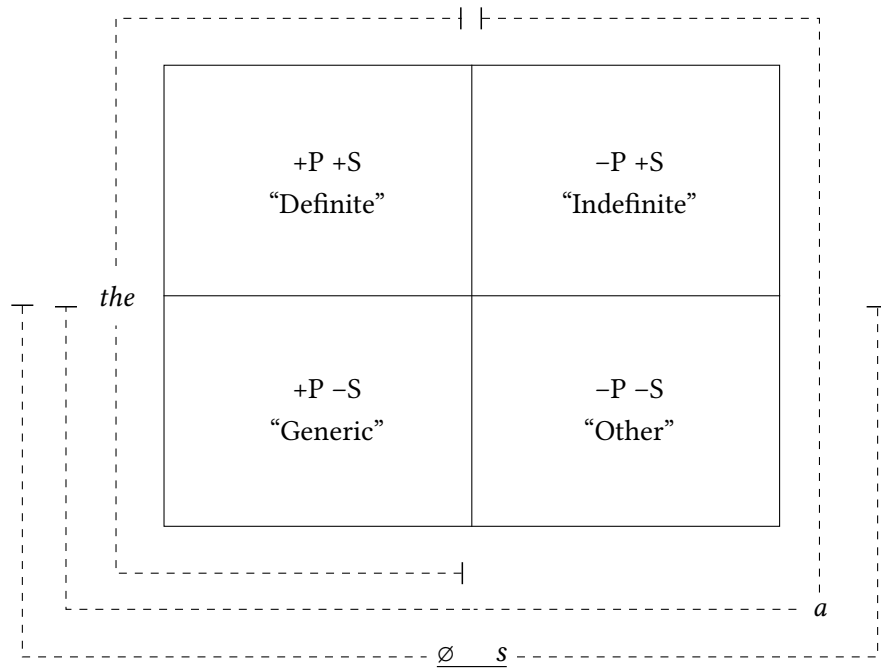 +P +S –P +S
“Definite” “Indefinite”
the
+P –S –P –S
“Generic” “Other”
a
∅ s